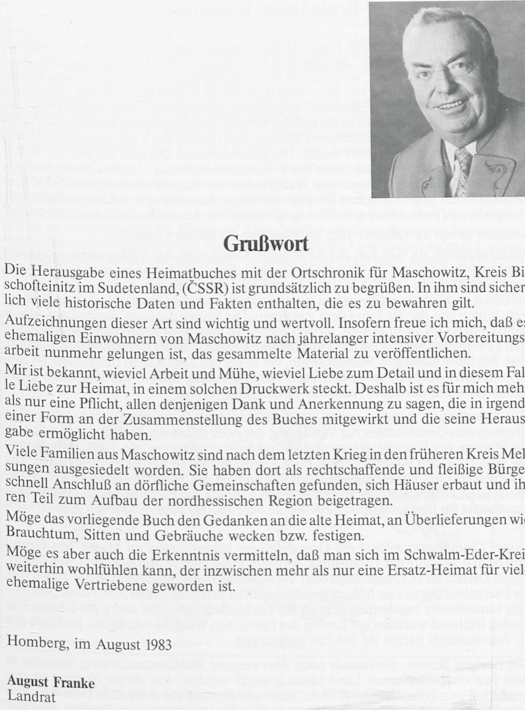 Grußwort
Die Herausgabe eines Heimatbuches mit der Ortschronik für Maschowitz, Kreis Bi
schofteinitz im Sudetenland, (ČSSR) ist grundsätzlich zu begrüßen. In ihm sind sicher
lich viele historische Daten und Fakten enthalten, die es zu bewahren gilt.
Aufzeichnungen dieser Art sind wichtig und wertvoll. Insofern freue ich mich, daß es
ehemaligen Einwohnern von Maschowitz nach jahrelanger intensiver Vorbereitungs
arbeit nunmehr gelungen ist, das gesammelte Material zu veröffentlichen.
Mir ist bekannt, wieviel Arbeit und Mühe, wieviel Liebe zum Detail und in diesem Fal
le Liebe zur Heimat, in einem solchen Druckwerk steckt. Deshalb ist es für mich meh
als nur eine Pflicht, allen denjenigen Dank und Anerkennung zu sagen, die in irgend
einer Form an der Zusammenstellung des Buches mitgewirkt und die seine Heraus
gabe ermöglicht haben.
Viele Familien aus Maschowitz sind nach dem letzten Krieg in den früheren Kreis Mel
sungen ausgesiedelt worden. Sie haben dort als rechtschaffende und fleißige Bürge
schnell Anschluß an dörfliche Gemeinschaften gefunden, sich Häuser erbaut und ih
ren Teil zum Aufbau der nordhessischen Region beigetragen.
Möge das vorliegende Buch den Gedanken an die alte Heimat, an Überlieferungen wie
Brauchtum, Sitten und Gebräuche wecken bzw. festigen.
Möge es aber auch die Erkenntnis vermitteln, daß man sich im Schwalm-Eder-Krei
weiterhin wohlfühlen kann, der inzwischen mehr als nur eine Ersatz-Heimat für viel
ehemalige Vertriebene geworden ist.
Homberg, im August 1983
August Franke
Landrat